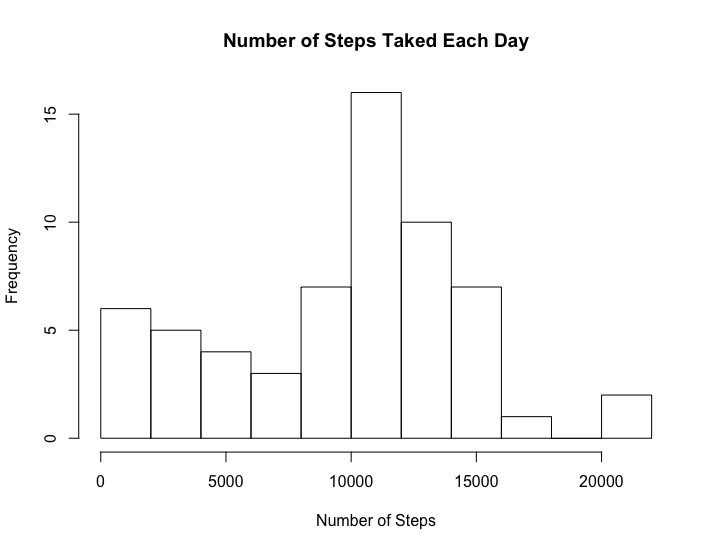 Number of Steps Taked Each Day
Frequency
15
10
5
0
0 5000 10000 15000 20000
Number of Steps